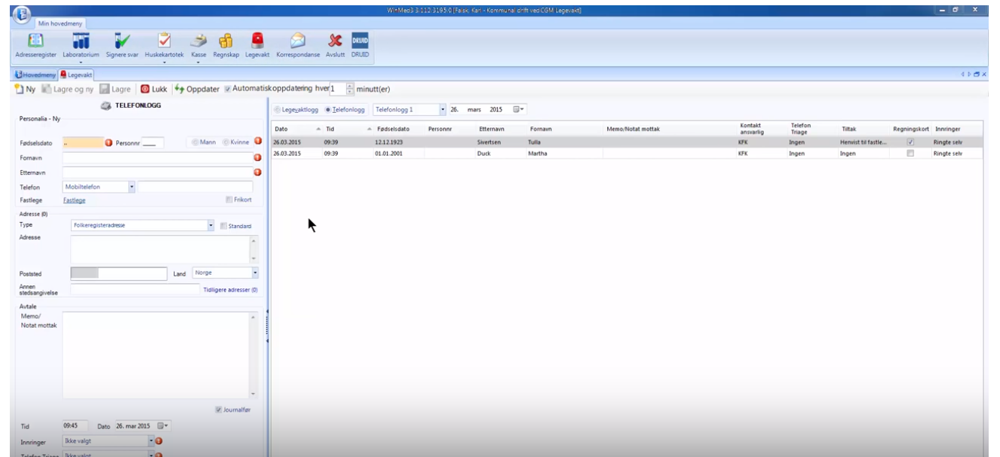 WinMed3 3.112.3195.0 [Falsk, Kari - Kommunal drift ved CGM Legevakt]
Min hovedmeny
Adresseregister Laboratorium Signere svar Huskekartotek Kasse Regnskap Legevakt Korrespondanse Avslutt DRUID
DRUID
Hovedmeny Legevakt
Ny Lagre og ny Lagre Lukk Oppdater Automatisk oppdatering hver 1 minutt(er)
TELEFONLOGG
Legevaktlogg Telefonlogg Telefonlogg 1 26. mars 2015
Personalia - Ny
Fødselsdato .. Personnr ____ Mann Kvinne
Fornavn
Etternavn
Telefon Mobiltelefon
Fastlege Fastlege Frikort
Adresse (0)
Type Folkeregisteradresse Standard
Adresse
Poststed Land Norge
Annen
stedsangivelse Tidligere adresser (0)
Avtale
Memo/
Notat mottak
Journalfør
Tid 09:45 Dato 26. mar 2015
Innringer Ikke valgt
Telefon Triage Ikke valgt
Dato Tid Fødselsdato Personnr Etternavn Fornavn Memo/Notat mottak Kontakt ansvarlig Telefon Triage Tiltak Regningskort Innringer
26.03.2015 09:39 12.12.1923 Sivertsen Tulla KFK Ingen Henvist til fastle... Ringte selv
26.03.2015 09:39 01.01.2001 Duck Martha KFK Ingen Ingen Ringte selv